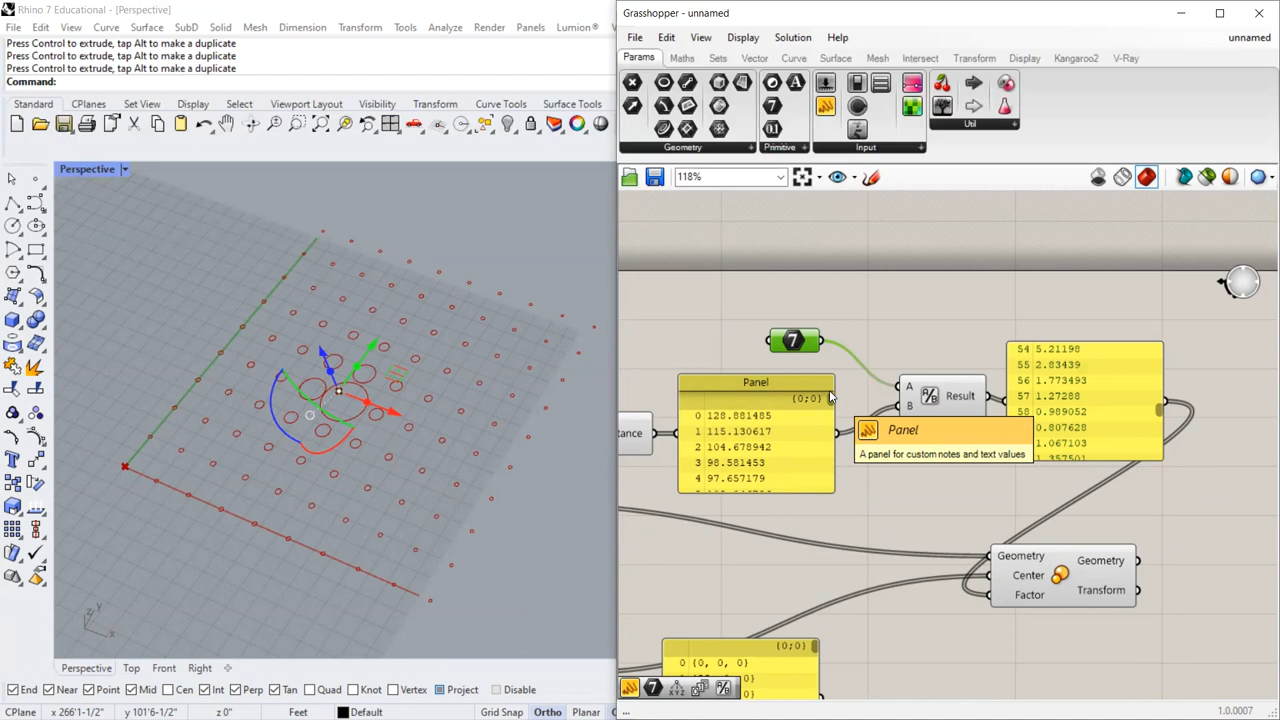 Rhino 7 Educational - [Perspective]
File Edit View Curve Surface SubD Solid Mesh Dimension Transform Tools Analyze Render Panels Lumion® V
Press Control to extrude, tap Alt to make a duplicate
Press Control to extrude, tap Alt to make a duplicate
Press Control to extrude, tap Alt to make a duplicate
Command:
Standard CPlanes Set View Display Select Viewport Layout Visibility Transform Curve Tools Surface Tools
Perspective
z y
x
Perspective Top Front Right
End Near Point Mid Cen Int Perp Tan Quad Knot Vertex Project Disable
CPlane x 266'1-1/2" y 101'6-1/2" z 0" Feet Default Grid Snap Ortho Planar
Grasshopper - unnamed
File Edit View Display Solution Help unnamed
Params Maths Sets Vector Curve Surface Mesh Intersect Transform Display Kangaroo2 V-Ray
Geometry Primitive Input Util
118%
7
Panel
{0;0}
0 128.881485
1 115.130617
2 104.678942
3 98.581453
4 97.657179
tance
A
B
A/B
Result
54 5.21198
55 2.83439
56 1.773493
57 1.27288
58 0.989052
0.807628
1.067103
1.357501
Panel
A panel for custom notes and text values
Geometry
Center
Factor
Geometry
Transform
{0;0}
0 {0, 0, 0}
...
1.0.0007